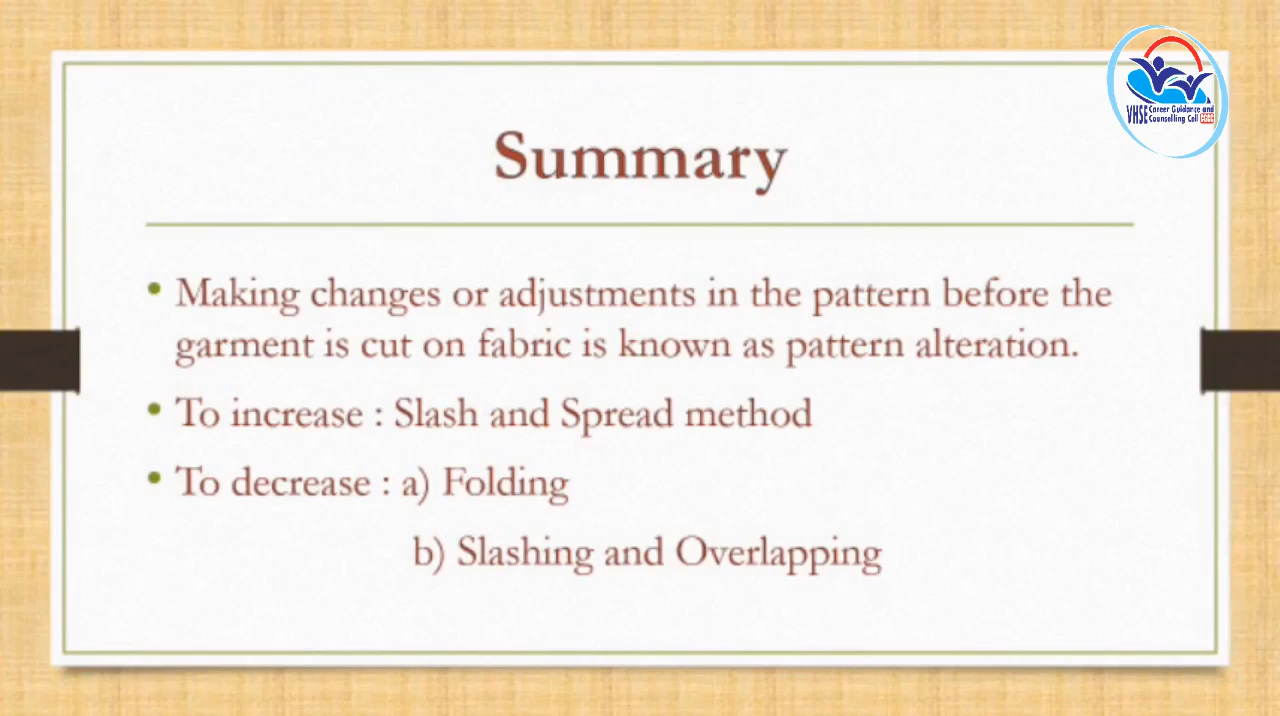 VHSE Career Guidance and
Counselling Cell
Summary
• Making changes or adjustments in the pattern before the
garment is cut on fabric is known as pattern alteration.
• To increase : Slash and Spread method
• To decrease : a) Folding
b) Slashing and Overlapping